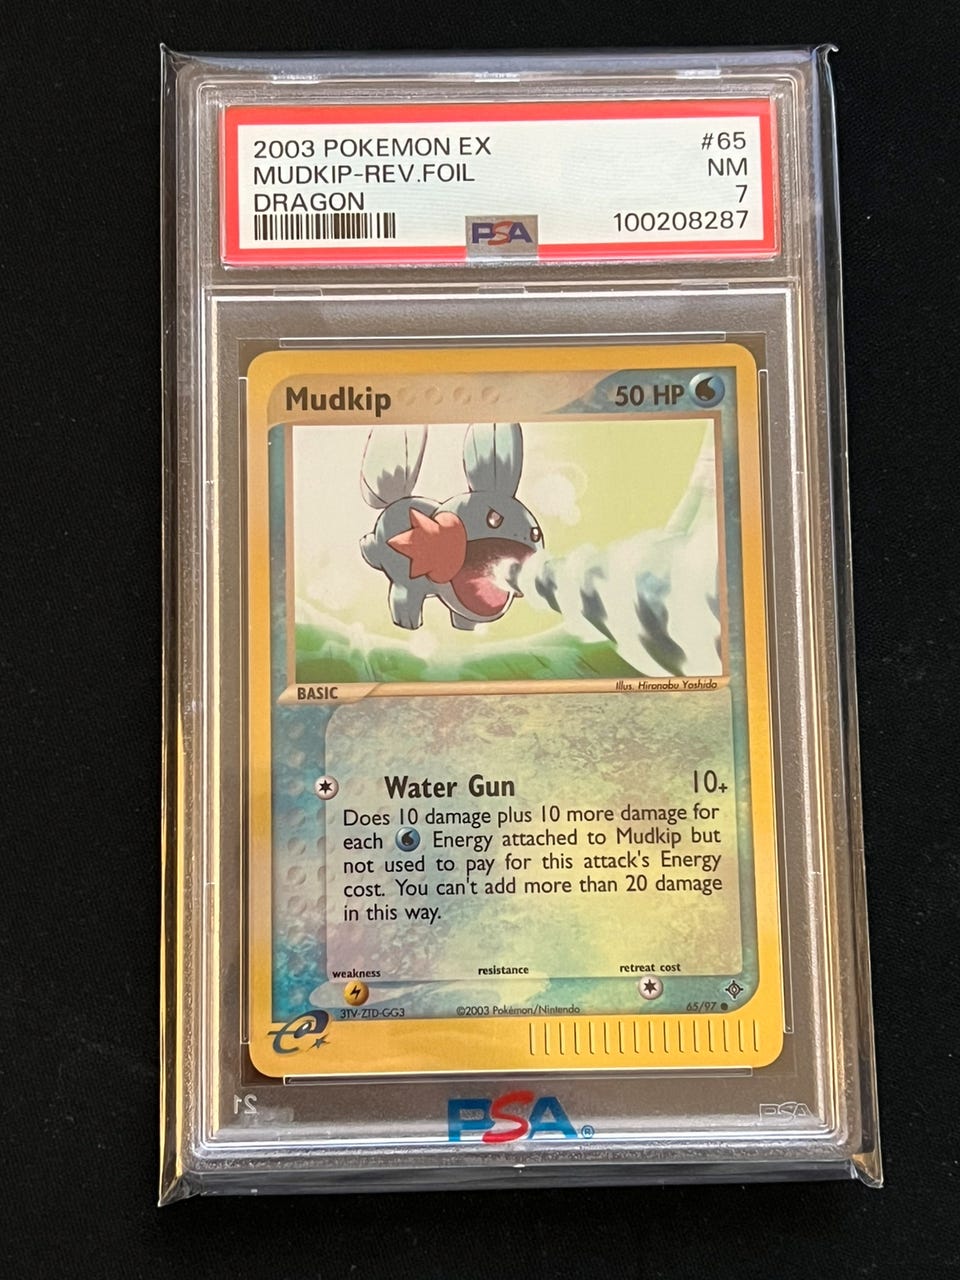 2003 POKEMON EX #65
MUDKIP-REV.FOIL NM
DRAGON 7
PSA 100208287
Mudkip 50 HP
BASIC Illus. Hironobu Yoshida
Water Gun 10+
Does 10 damage plus 10 more damage for
each Energy attached to Mudkip but
not used to pay for this attack's Energy
cost. You can't add more than 20 damage
in this way.
weakness resistance retreat cost
3TV-ZTD-GG3 ©2003 Pokémon/Nintendo 65/97
e
21 PSA® PSA